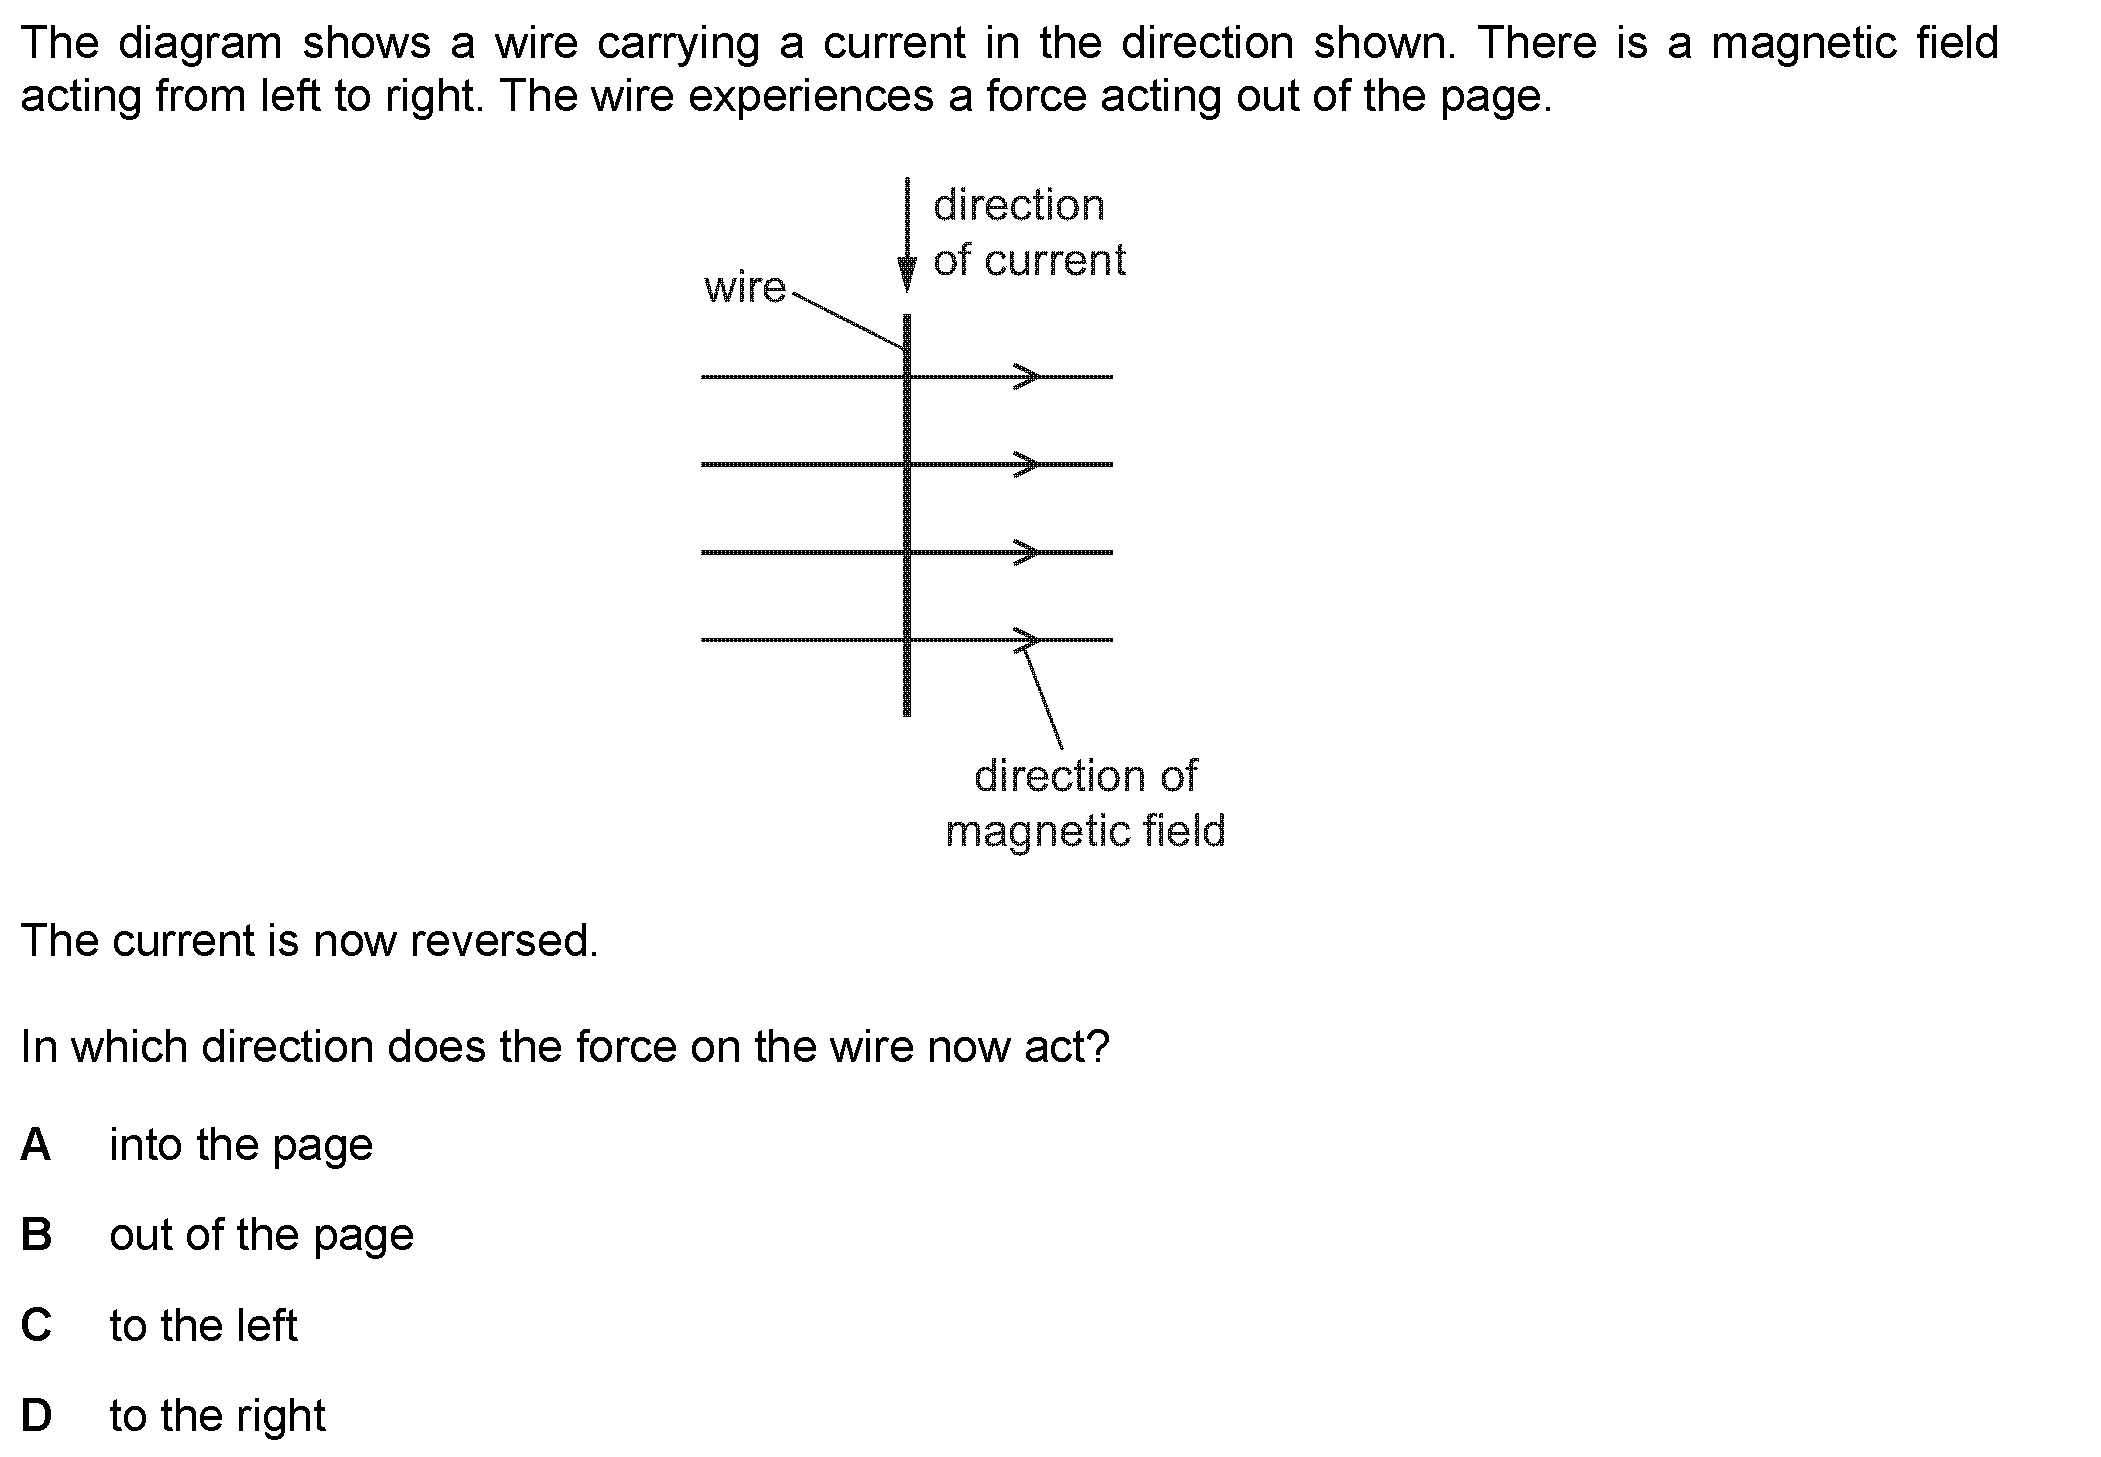 The diagram shows a wire carrying a current in the direction shown. There is a magnetic field
acting from left to right. The wire experiences a force acting out of the page.
direction
of current
wire
direction of
magnetic field
The current is now reversed.
In which direction does the force on the wire now act?
A into the page
B out of the page
C to the left
D to the right